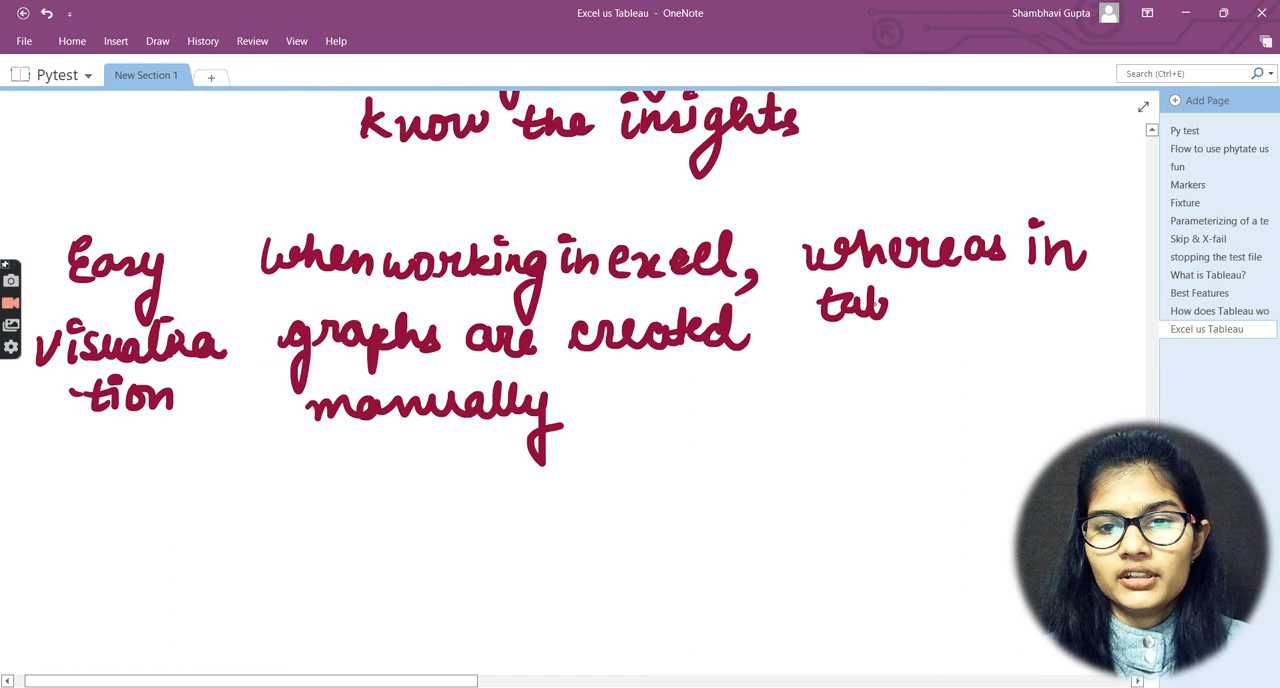 Excel us Tableau - OneNote
Shambhavi Gupta
File Home Insert Draw History Review View Help
Pytest
New Section 1
Search (Ctrl+E)
Add Page
Py test
Flow to use phytate us
fun
Markers
Fixture
Parameterizing of a te
Skip & X-fail
stopping the test file
What is Tableau?
Best Features
How does Tableau wo
Excel us Tableau
know the insights
Easy
visualiza
-tion
when working in excel,
graphs are created
manually
whereas in
tab